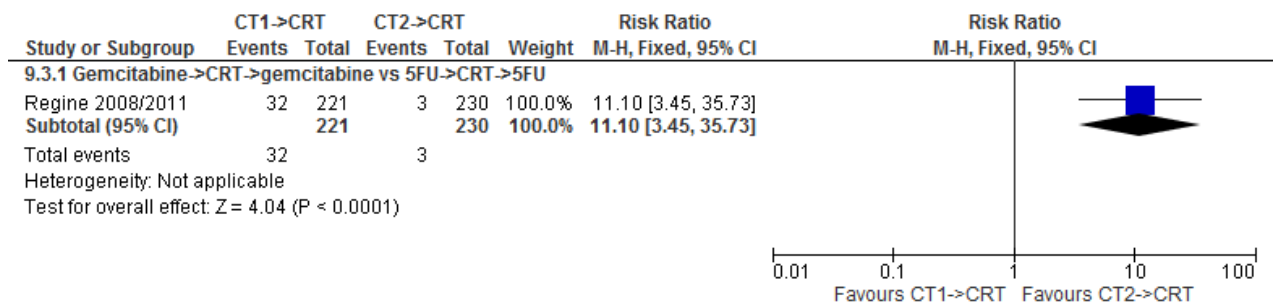 CT1->CRT CT2->CRT Risk Ratio Risk Ratio
Study or Subgroup Events Total Events Total Weight M-H, Fixed, 95% CI M-H, Fixed, 95% CI
9.3.1 Gemcitabine->CRT->gemcitabine vs 5FU->CRT->5FU
Regine 2008/2011 32 221 3 230 100.0% 11.10 [3.45, 35.73]
Subtotal (95% CI) 221 230 100.0% 11.10 [3.45, 35.73]
Total events 32 3
Heterogeneity: Not applicable
Test for overall effect: Z = 4.04 (P < 0.0001)
0.01 0.1 1 10 100
Favours CT1->CRT Favours CT2->CRT